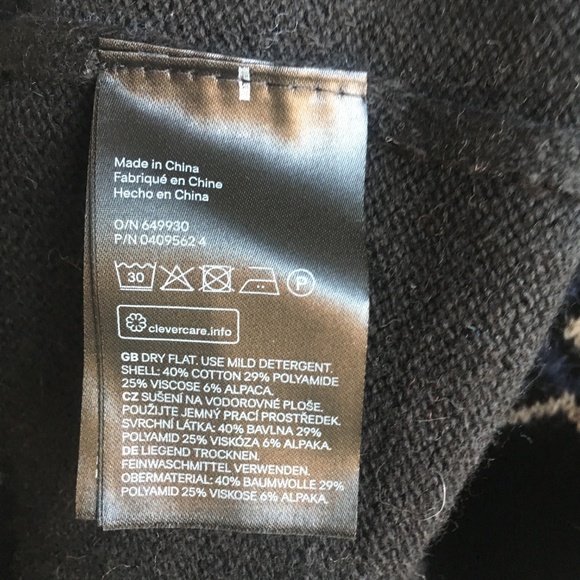 Made in China
Fabriqué en Chine
Hecho en China
O/N 649930
P/N 0409562 4
30
P
clevercare.info
GB DRY FLAT. USE MILD DETERGENT.
SHELL: 40% COTTON 29% POLYAMIDE
25% VISCOSE 6% ALPACA.
CZ SUŠENÍ NA VODOROVNÉ PLOŠE.
POUŽIJTE JEMNÝ PRACÍ PROSTŘEDEK.
SVRCHNÍ LÁTKA: 40% BAVLNA 29%
POLYAMID 25% VISKÓZA 6% ALPAKA.
DE LIEGEND TROCKNEN.
FEINWASCHMITTEL VERWENDEN.
OBERMATERIAL: 40% BAUMWOLLE 29%
POLYAMID 25% VISKOSE 6% ALPAKA.